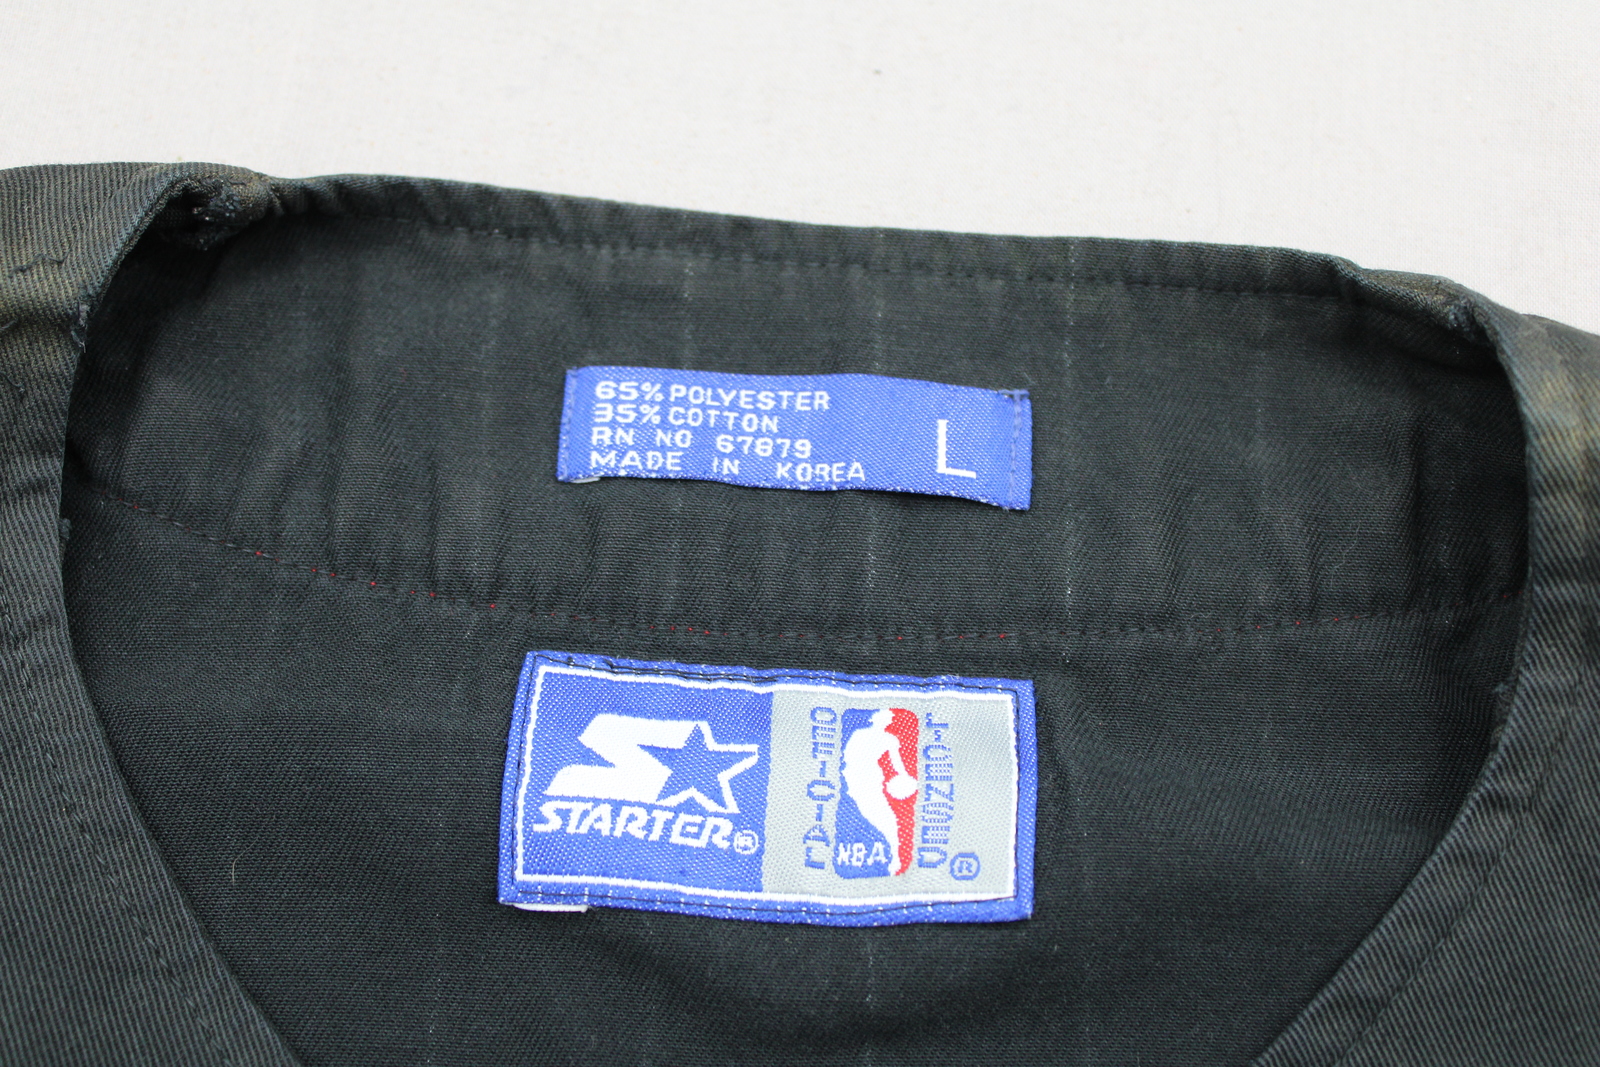 65% POLYESTER
35% COTTON
RN NO 67879
MADE IN KOREA
L
STARTER®
OFFICIAL
NBA
LICENSED
®